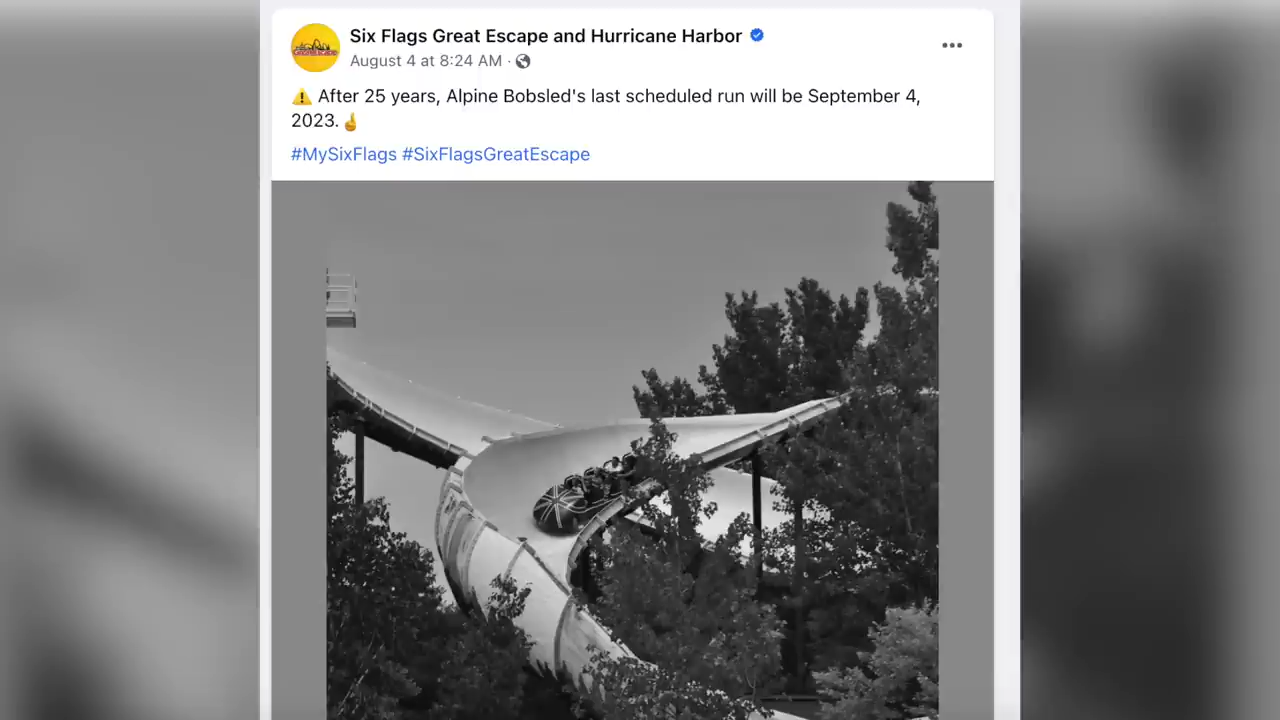 Six Flags Great Escape and Hurricane Harbor
August 4 at 8:24 AM ·
⚠️ After 25 years, Alpine Bobsled's last scheduled run will be September 4,
2023.🤞
#MySixFlags #SixFlagsGreatEscape